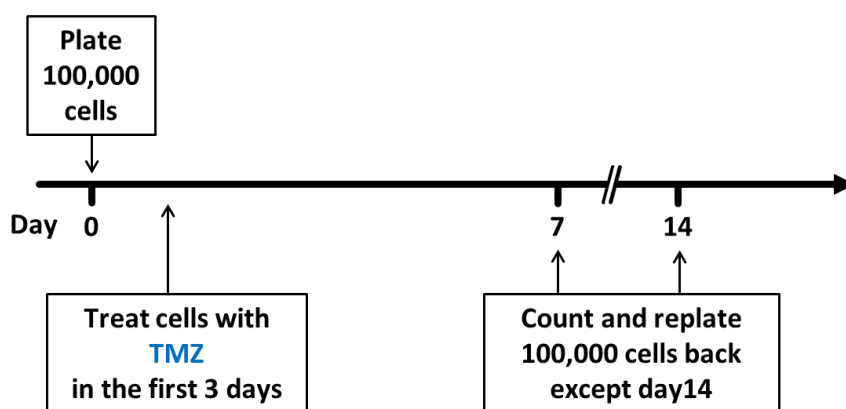 Plate
100,000
cells
Day 0 7 14
Treat cells with
TMZ
in the first 3 days
Count and replate
100,000 cells back
except day14